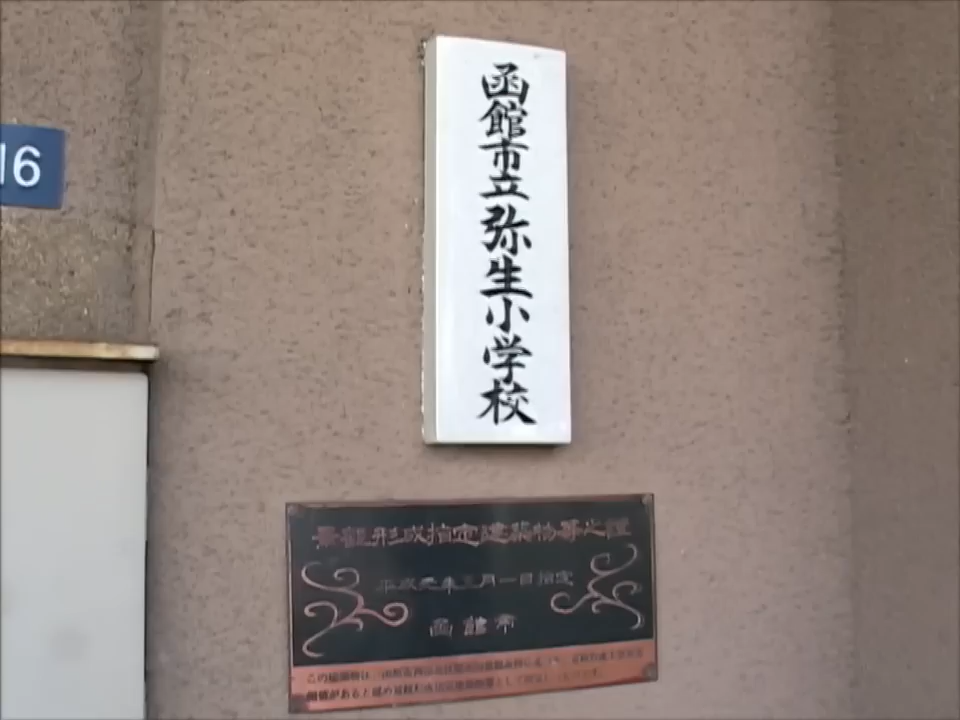 16
函館市立弥生小学校
景観形成指定建築物等之証
平成元年三月一日指定
函館市